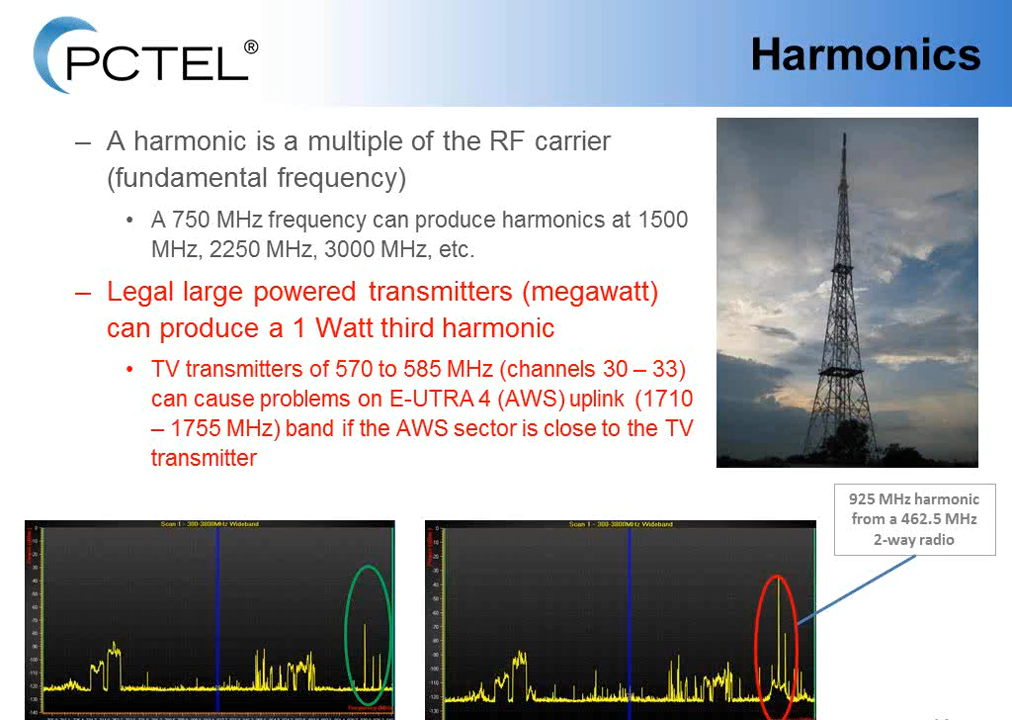 PCTEL®
Harmonics
– A harmonic is a multiple of the RF carrier
(fundamental frequency)
• A 750 MHz frequency can produce harmonics at 1500
MHz, 2250 MHz, 3000 MHz, etc.
– Legal large powered transmitters (megawatt)
can produce a 1 Watt third harmonic
• TV transmitters of 570 to 585 MHz (channels 30 – 33)
can cause problems on E-UTRA 4 (AWS) uplink (1710
– 1755 MHz) band if the AWS sector is close to the TV
transmitter
925 MHz harmonic
from a 462.5 MHz
2-way radio
Scan 1 - 300-3800MHz Wideband
Scan 1 - 300-3800MHz Wideband